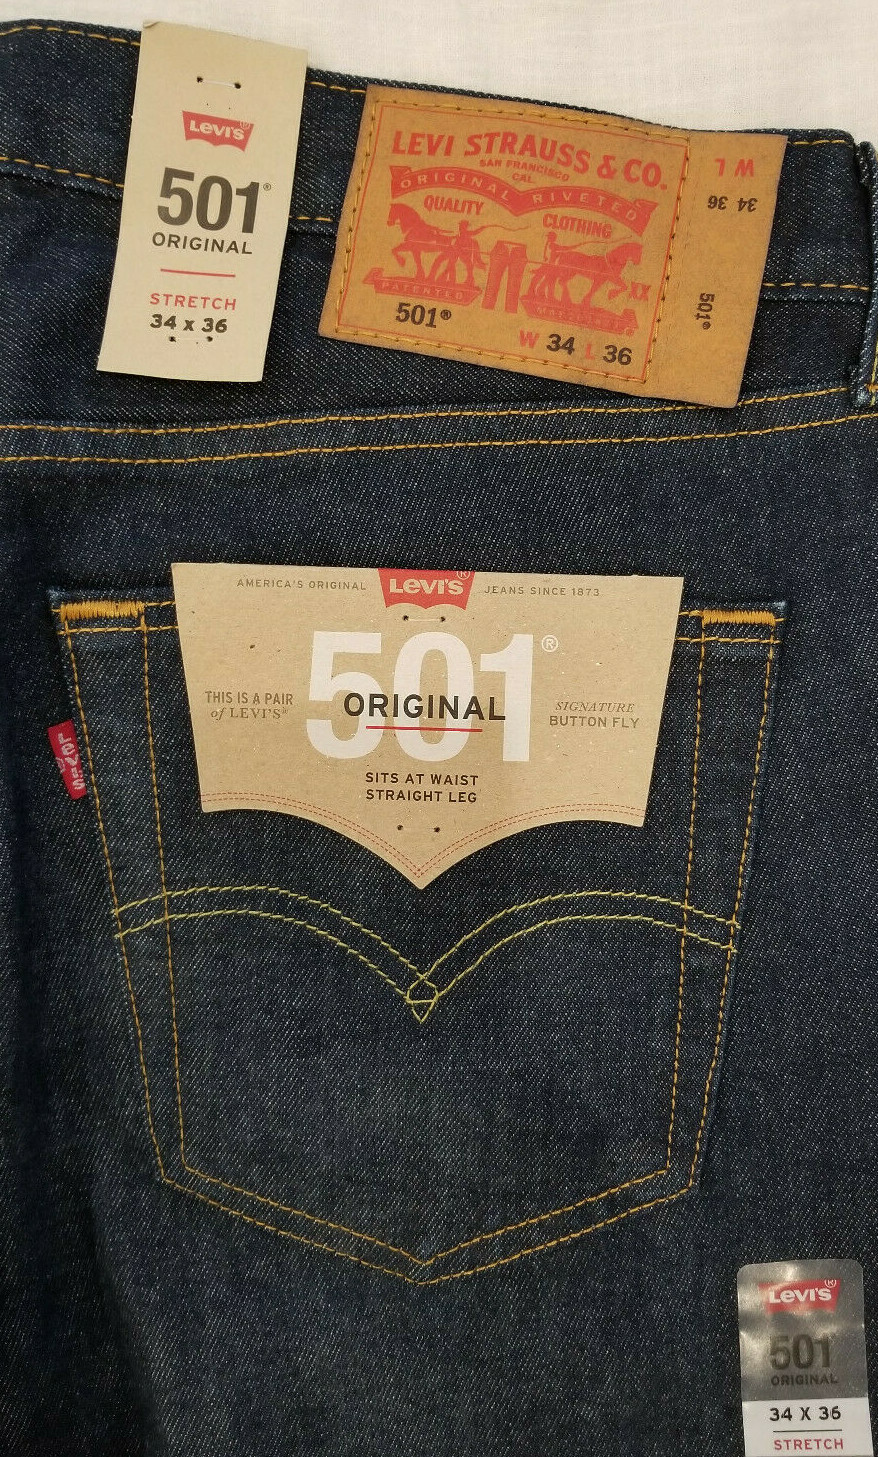 Levi's®
501®
ORIGINAL
STRETCH
34 x 36
LEVI STRAUSS & CO.
SAN FRANCISCO
CAL.
ORIGINAL RIVETED
QUALITY CLOTHING
PATENTED
XX
501®
W 34 L 36
W L
34 36
501®
AMERICA'S ORIGINAL Levi's® JEANS SINCE 1873
501®
ORIGINAL
THIS IS A PAIR
of LEVI'S®
SIGNATURE
BUTTON FLY
SITS AT WAIST
STRAIGHT LEG
Levi's®
501
ORIGINAL
34 X 36
STRETCH